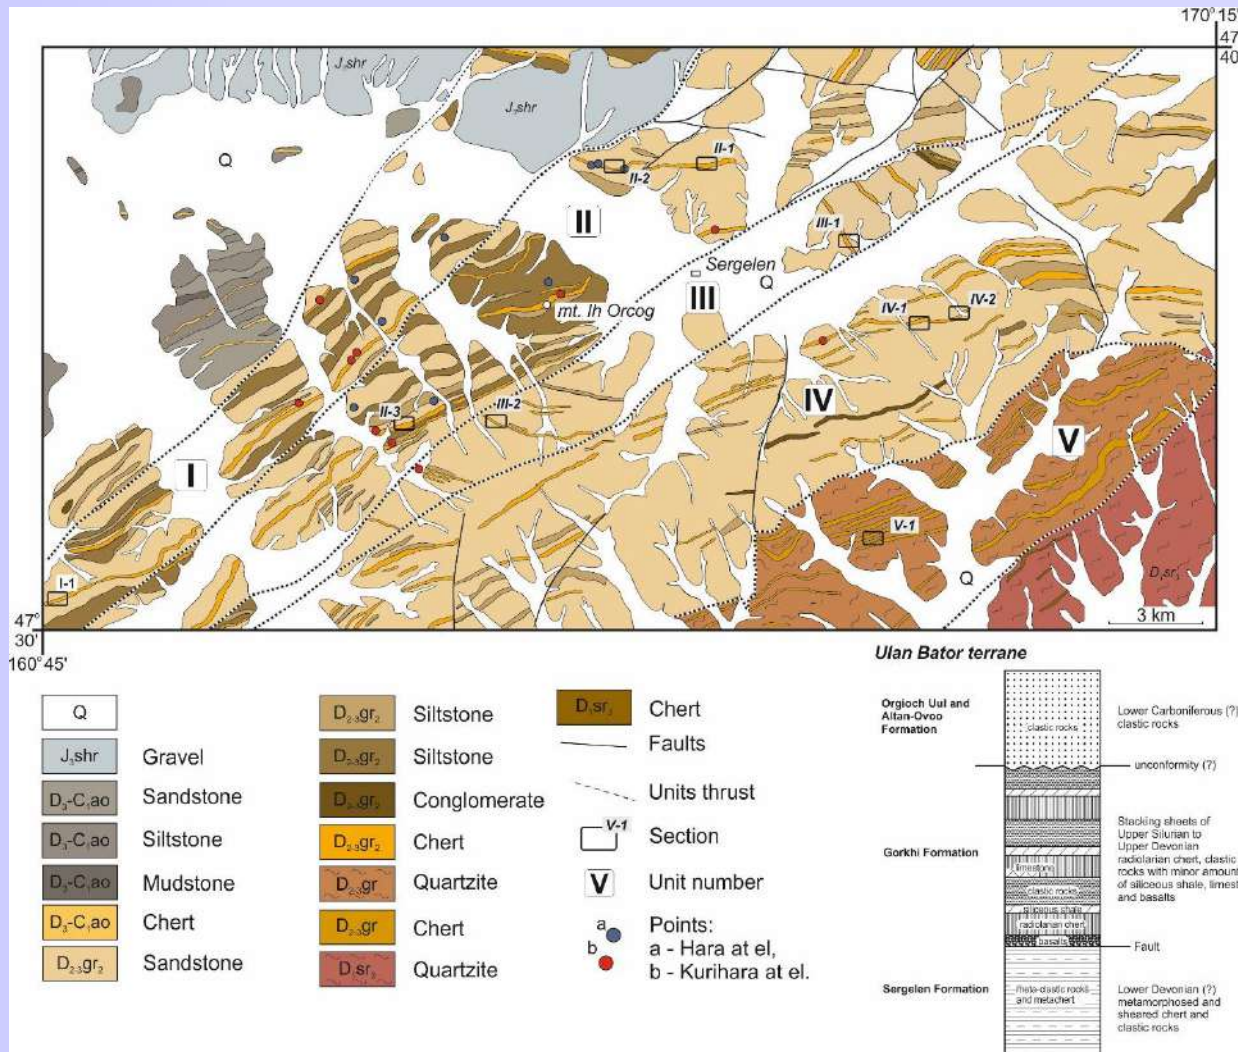 170° 15'
47°
40'
J₃shr
J₃shr
Q
II-1
II-2
II
III-1
Sergelen
Q
III
mt. Ih Orcog
IV-1
IV-2
IV
II-3
III-2
V
I
V-1
I-1
Q
D₁sr₃
3 km
47°
30'
160° 45'
Q
J₃shr Gravel
D₃-C₁ao Sandstone
D₃-C₁ao Siltstone
D₃-C₁ao Mudstone
D₃-C₁ao Chert
D₂₋₃gr₂ Sandstone
D₂₋₃gr₂ Siltstone
D₂₋₃gr₂ Siltstone
D₂₋₃gr₂ Conglomerate
D₂₋₃gr₂ Chert
D₂₋₃gr Quartzite
D₂₋₃gr Chert
D₁sr₃ Quartzite
Chert
Faults
Units thrust
V-1 Section
V Unit number
a
b
Points:
a - Hara at el,
b - Kurihara at el.
Ulan Bator terrane
Orgioch Uul and
Altan-Ovoo
Formation
clastic rocks
Lower Carboniferous (?)
clastic rocks
unconformity (?)
Gorkhi Formation
limestone
clastic rocks
siliceous shale
radiolarian chert
basalts
Stacking sheets of
Upper Silurian to
Upper Devonian
radiolarian chert, clastic
rocks with minor amount
of siliceous shale, limest
and basalts
Fault
Sergelen Formation
meta-clastic rocks
and metachert
Lower Devonian (?)
metamorphosed and
sheared chert and
clastic rocks